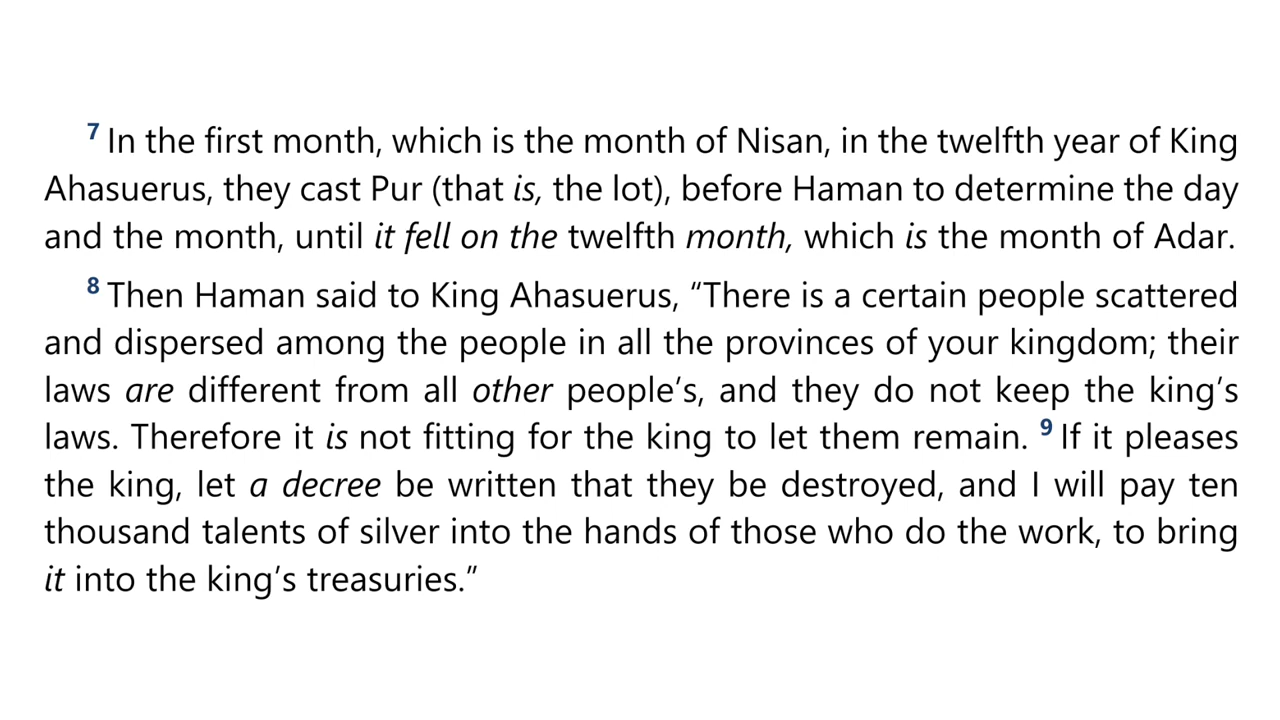 7 In the first month, which is the month of Nisan, in the twelfth year of King
Ahasuerus, they cast Pur (that is, the lot), before Haman to determine the day
and the month, until it fell on the twelfth month, which is the month of Adar.
8 Then Haman said to King Ahasuerus, “There is a certain people scattered
and dispersed among the people in all the provinces of your kingdom; their
laws are different from all other people’s, and they do not keep the king’s
laws. Therefore it is not fitting for the king to let them remain. 9 If it pleases
the king, let a decree be written that they be destroyed, and I will pay ten
thousand talents of silver into the hands of those who do the work, to bring
it into the king’s treasuries.”